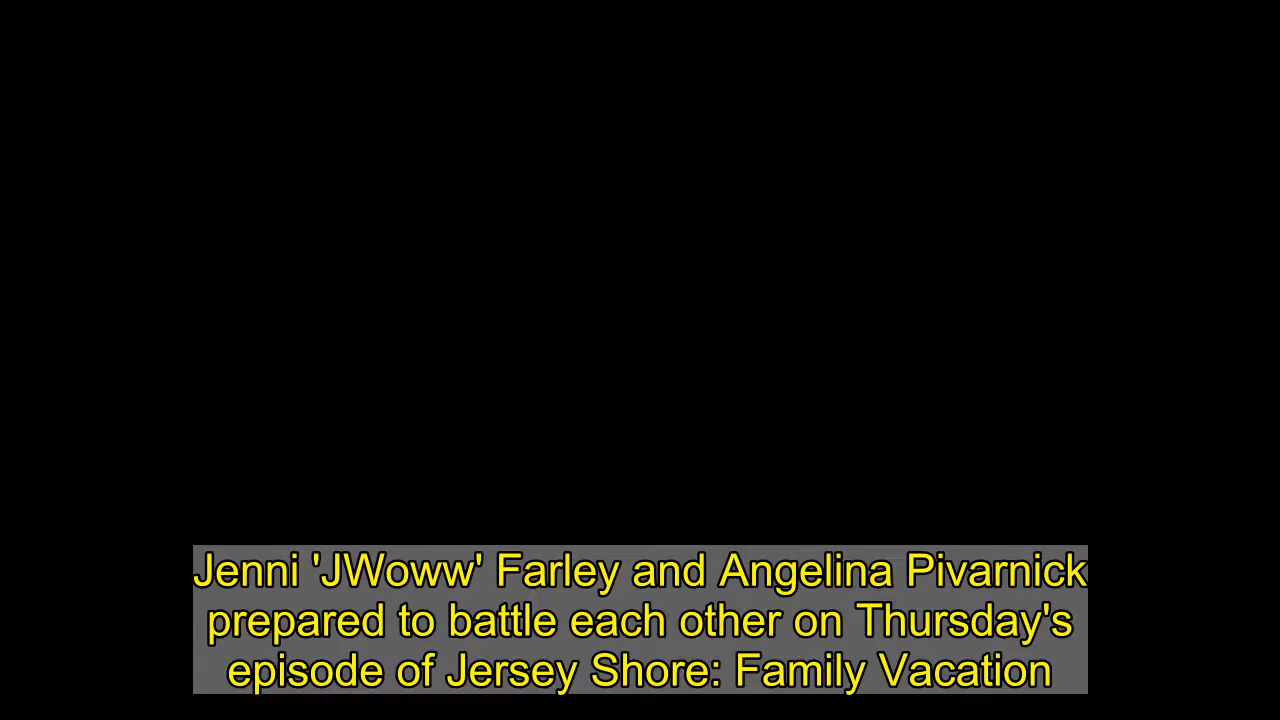 Jenni 'JWoww' Farley and Angelina Pivarnick
prepared to battle each other on Thursday's
episode of Jersey Shore: Family Vacation